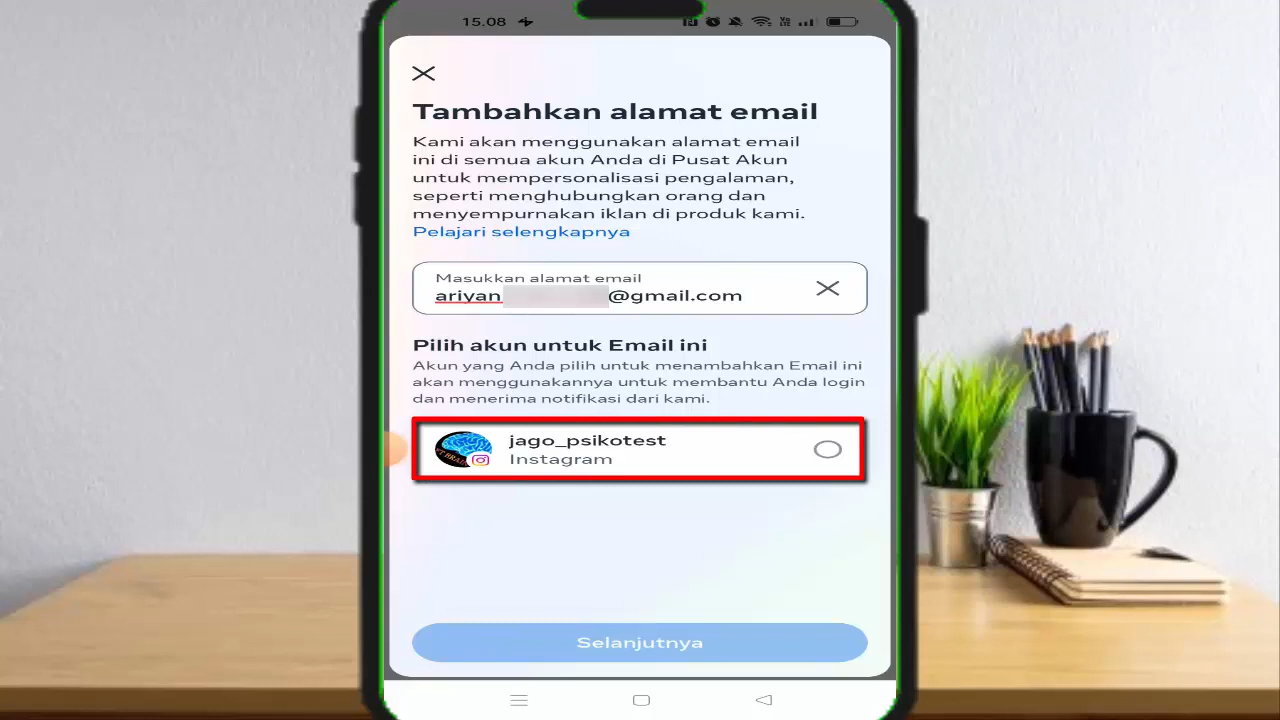 15.08
Tambahkan alamat email
Kami akan menggunakan alamat email
ini di semua akun Anda di Pusat Akun
untuk mempersonalisasi pengalaman,
seperti menghubungkan orang dan
menyempurnakan iklan di produk kami.
Pelajari selengkapnya
Masukkan alamat email
ariyan @gmail.com
Pilih akun untuk Email ini
Akun yang Anda pilih untuk menambahkan Email ini
akan menggunakannya untuk membantu Anda login
dan menerima notifikasi dari kami.
jago_psikotest
Instagram
Selanjutnya